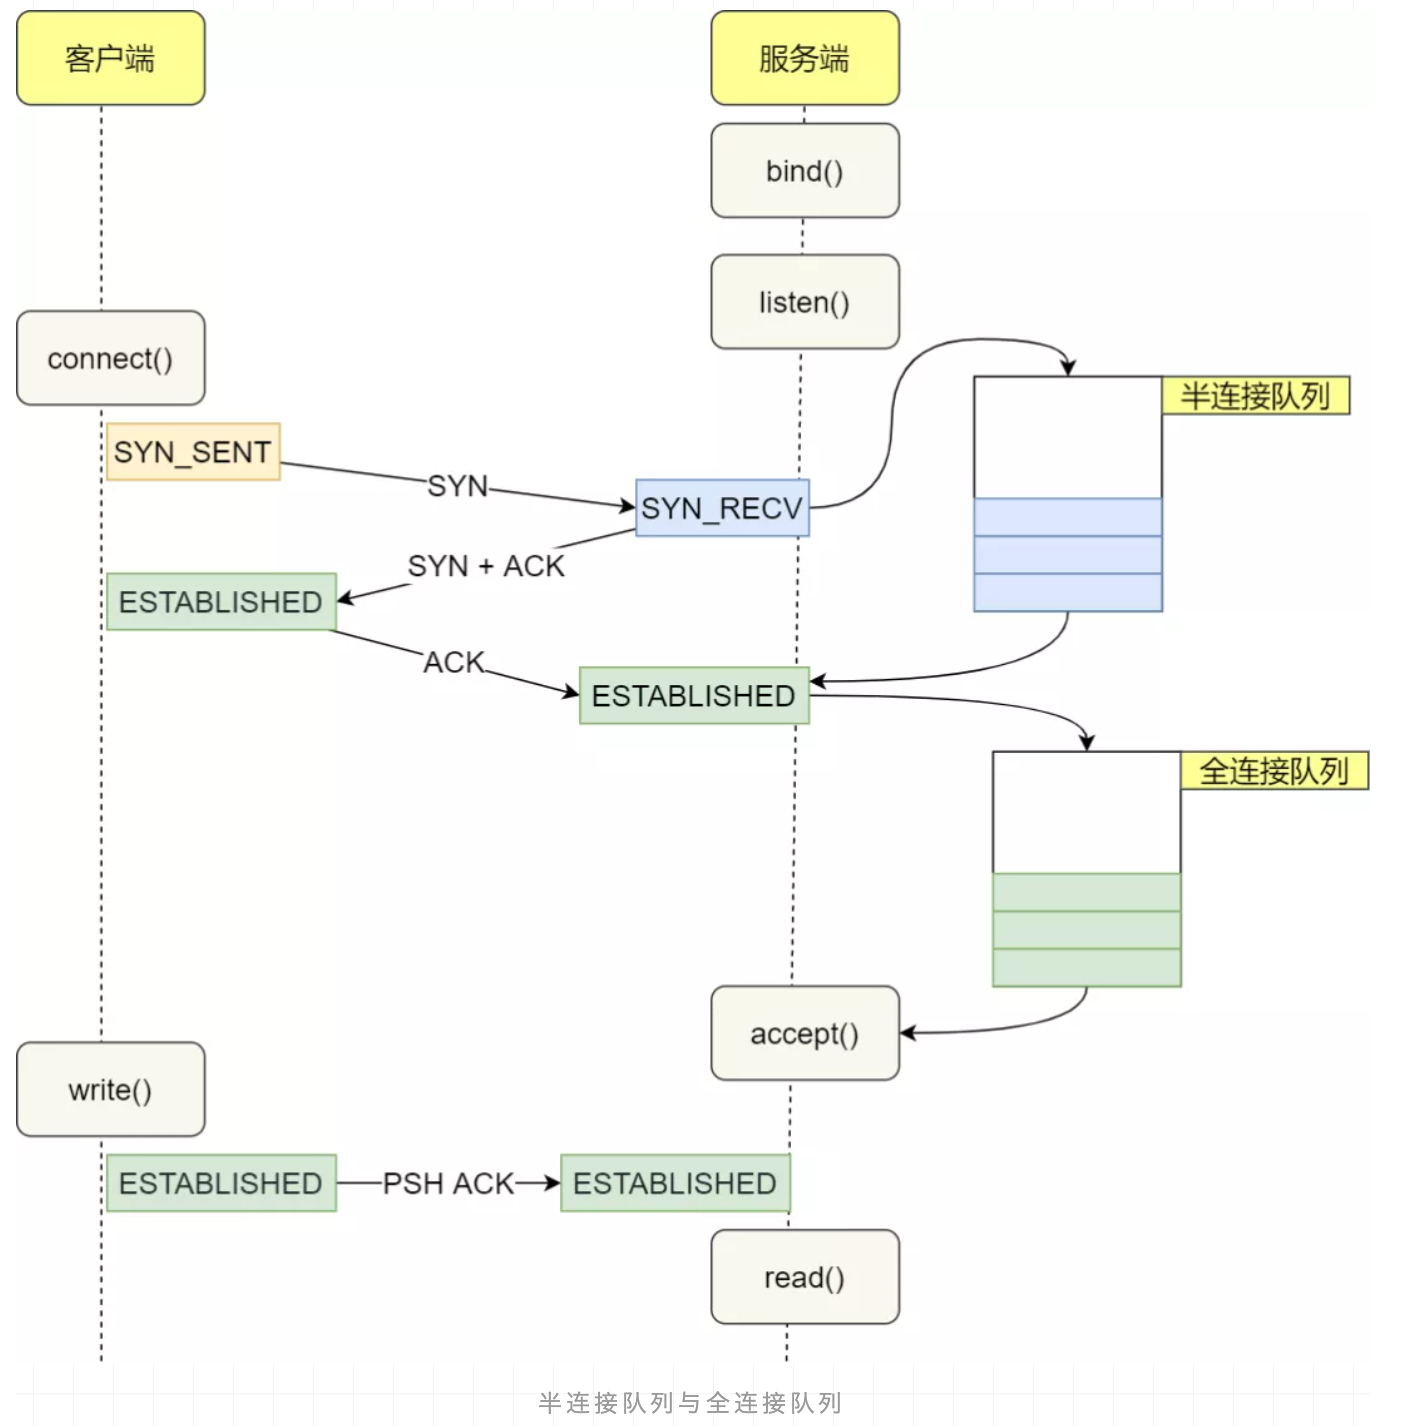 客户端
服务端
bind()
listen()
connect()
半连接队列
SYN_SENT
SYN
SYN_RECV
SYN + ACK
ESTABLISHED
ACK
ESTABLISHED
全连接队列
accept()
write()
ESTABLISHED
PSH ACK
ESTABLISHED
read()
半连接队列与全连接队列